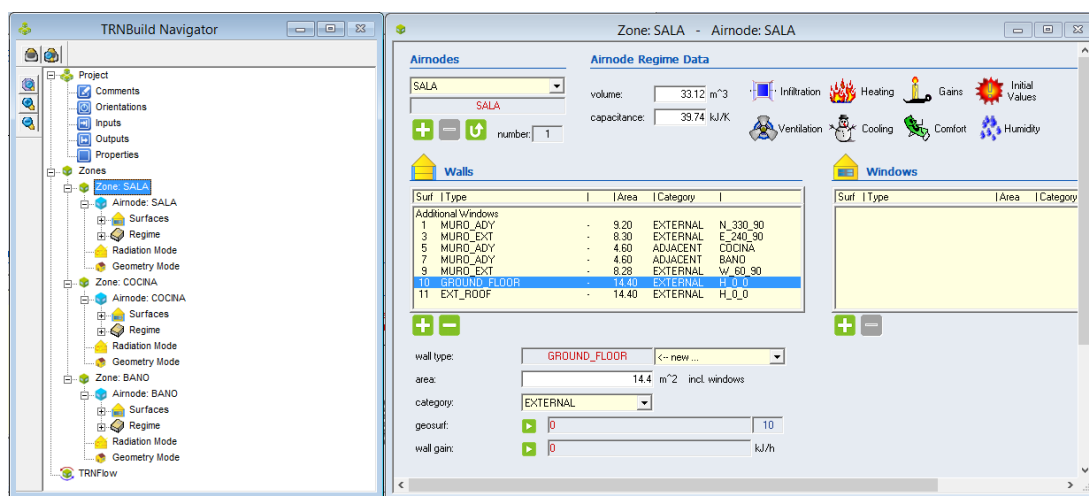 TRNBuild Navigator
Project
Comments
Orientations
Inputs
Outputs
Properties
Zones
Zone: SALA
Airnode: SALA
Surfaces
Regime
Radiation Mode
Geometry Mode
Zone: COCINA
Airnode: COCINA
Surfaces
Regime
Radiation Mode
Geometry Mode
Zone: BANO
Airnode: BANO
Surfaces
Regime
Radiation Mode
Geometry Mode
TRNFlow
Zone: SALA - Airnode: SALA
Airnodes
SALA
SALA
number: 1
Airnode Regime Data
volume: 33.12 m^3
capacitance: 39.74 kJ/K
Infiltration Heating Gains Initial Values
Ventilation Cooling Comfort Humidity
Walls
Surf | Type | | Area | Category |
Additional Windows
1 MURO_ADY - 9.20 EXTERNAL N_330_90
3 MURO_EXT - 8.30 EXTERNAL E_240_90
5 MURO_ADY - 4.60 ADJACENT COCINA
7 MURO_ADY - 4.60 ADJACENT BANO
9 MURO_EXT - 8.28 EXTERNAL W_60_90
10 GROUND_FLOOR - 14.40 EXTERNAL H_0_0
11 EXT_ROOF - 14.40 EXTERNAL H_0_0
Windows
Surf | Type | Area | Category
wall type: GROUND_FLOOR <-- new ...
area: 14.4 m^2 incl. windows
category: EXTERNAL
geosurf: 0 10
wall gain: 0 kJ/h